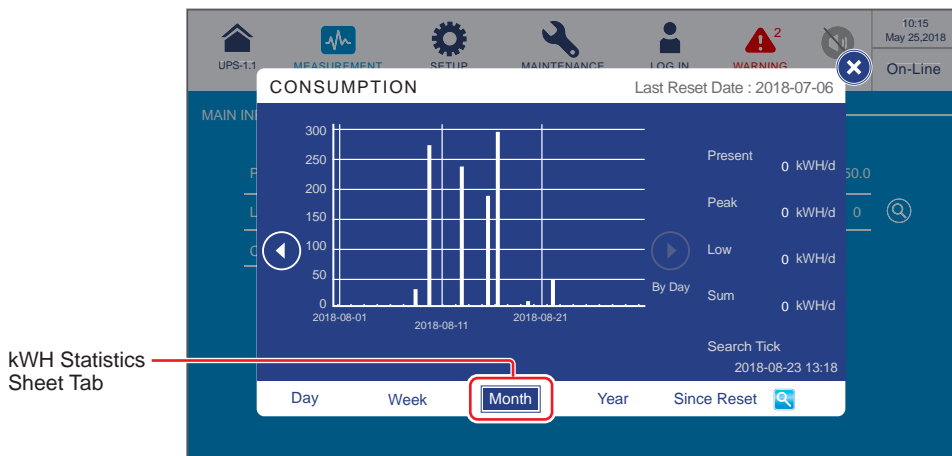 UPS-1.1
MEASUREMENT
SETUP
MAINTENANCE
LOG IN
2
WARNING
10:15
May 25,2018
On-Line
CONSUMPTION
Last Reset Date : 2018-07-06
MAIN IN
300
250
200
150
100
50
0
2018-08-01
2018-08-11
2018-08-21
By Day
Present
0 kWH/d
Peak
0 kWH/d
Low
0 kWH/d
Sum
0 kWH/d
Search Tick
2018-08-23 13:18
50.0
0
L
kWH Statistics
Sheet Tab
Day Week Month Year Since Reset